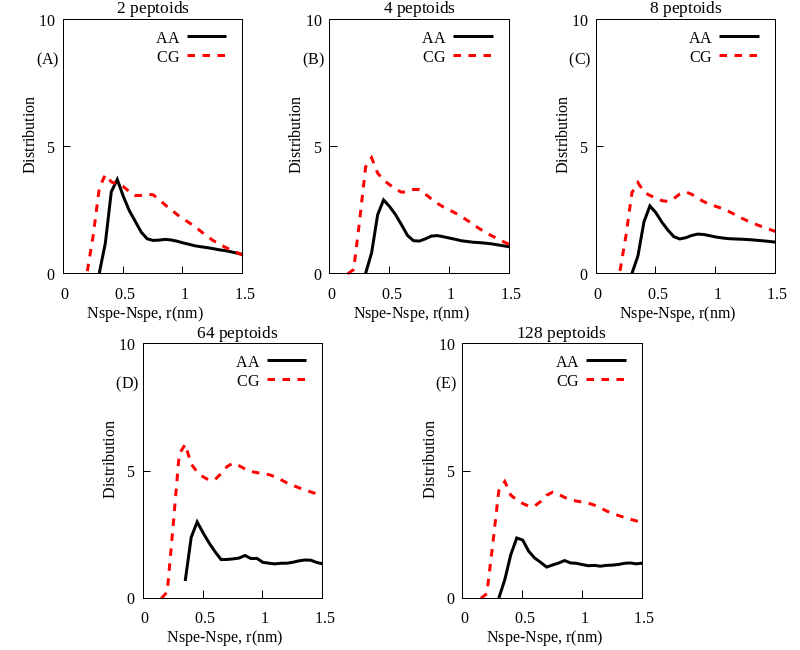 2 peptoids
10
(A)
AA
CG
Distribution
5
0
0 0.5 1 1.5
Nspe-Nspe, r(nm)
4 peptoids
10
(B)
AA
CG
Distribution
5
0
0 0.5 1 1.5
Nspe-Nspe, r(nm)
8 peptoids
10
(C)
AA
CG
Distribution
5
0
0 0.5 1 1.5
Nspe-Nspe, r(nm)
64 peptoids
10
(D)
AA
CG
Distribution
5
0
0 0.5 1 1.5
Nspe-Nspe, r(nm)
128 peptoids
10
(E)
AA
CG
Distribution
5
0
0 0.5 1 1.5
Nspe-Nspe, r(nm)